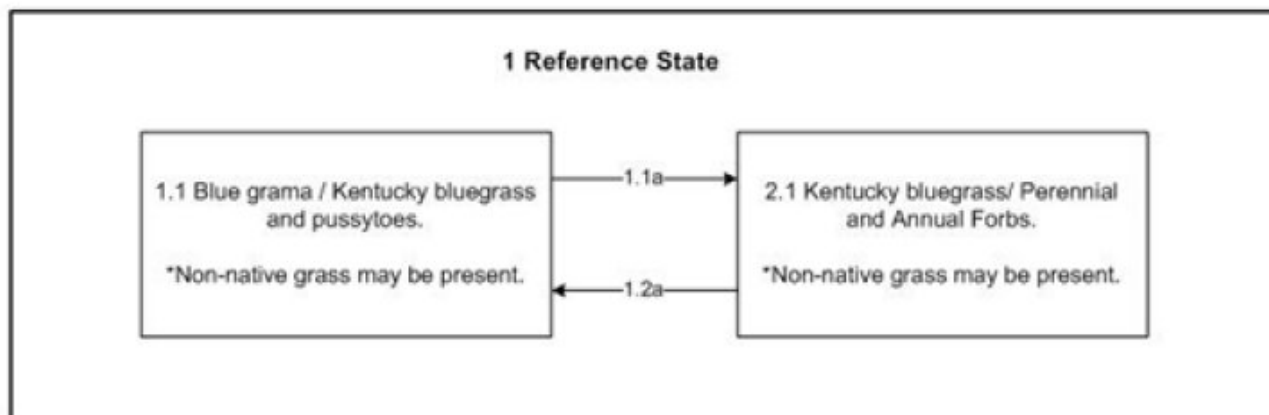 1 Reference State
1.1 Blue grama / Kentucky bluegrass
and pussytoes.
*Non-native grass may be present.
1.1a
1.2a
2.1 Kentucky bluegrass/ Perennial
and Annual Forbs.
*Non-native grass may be present.